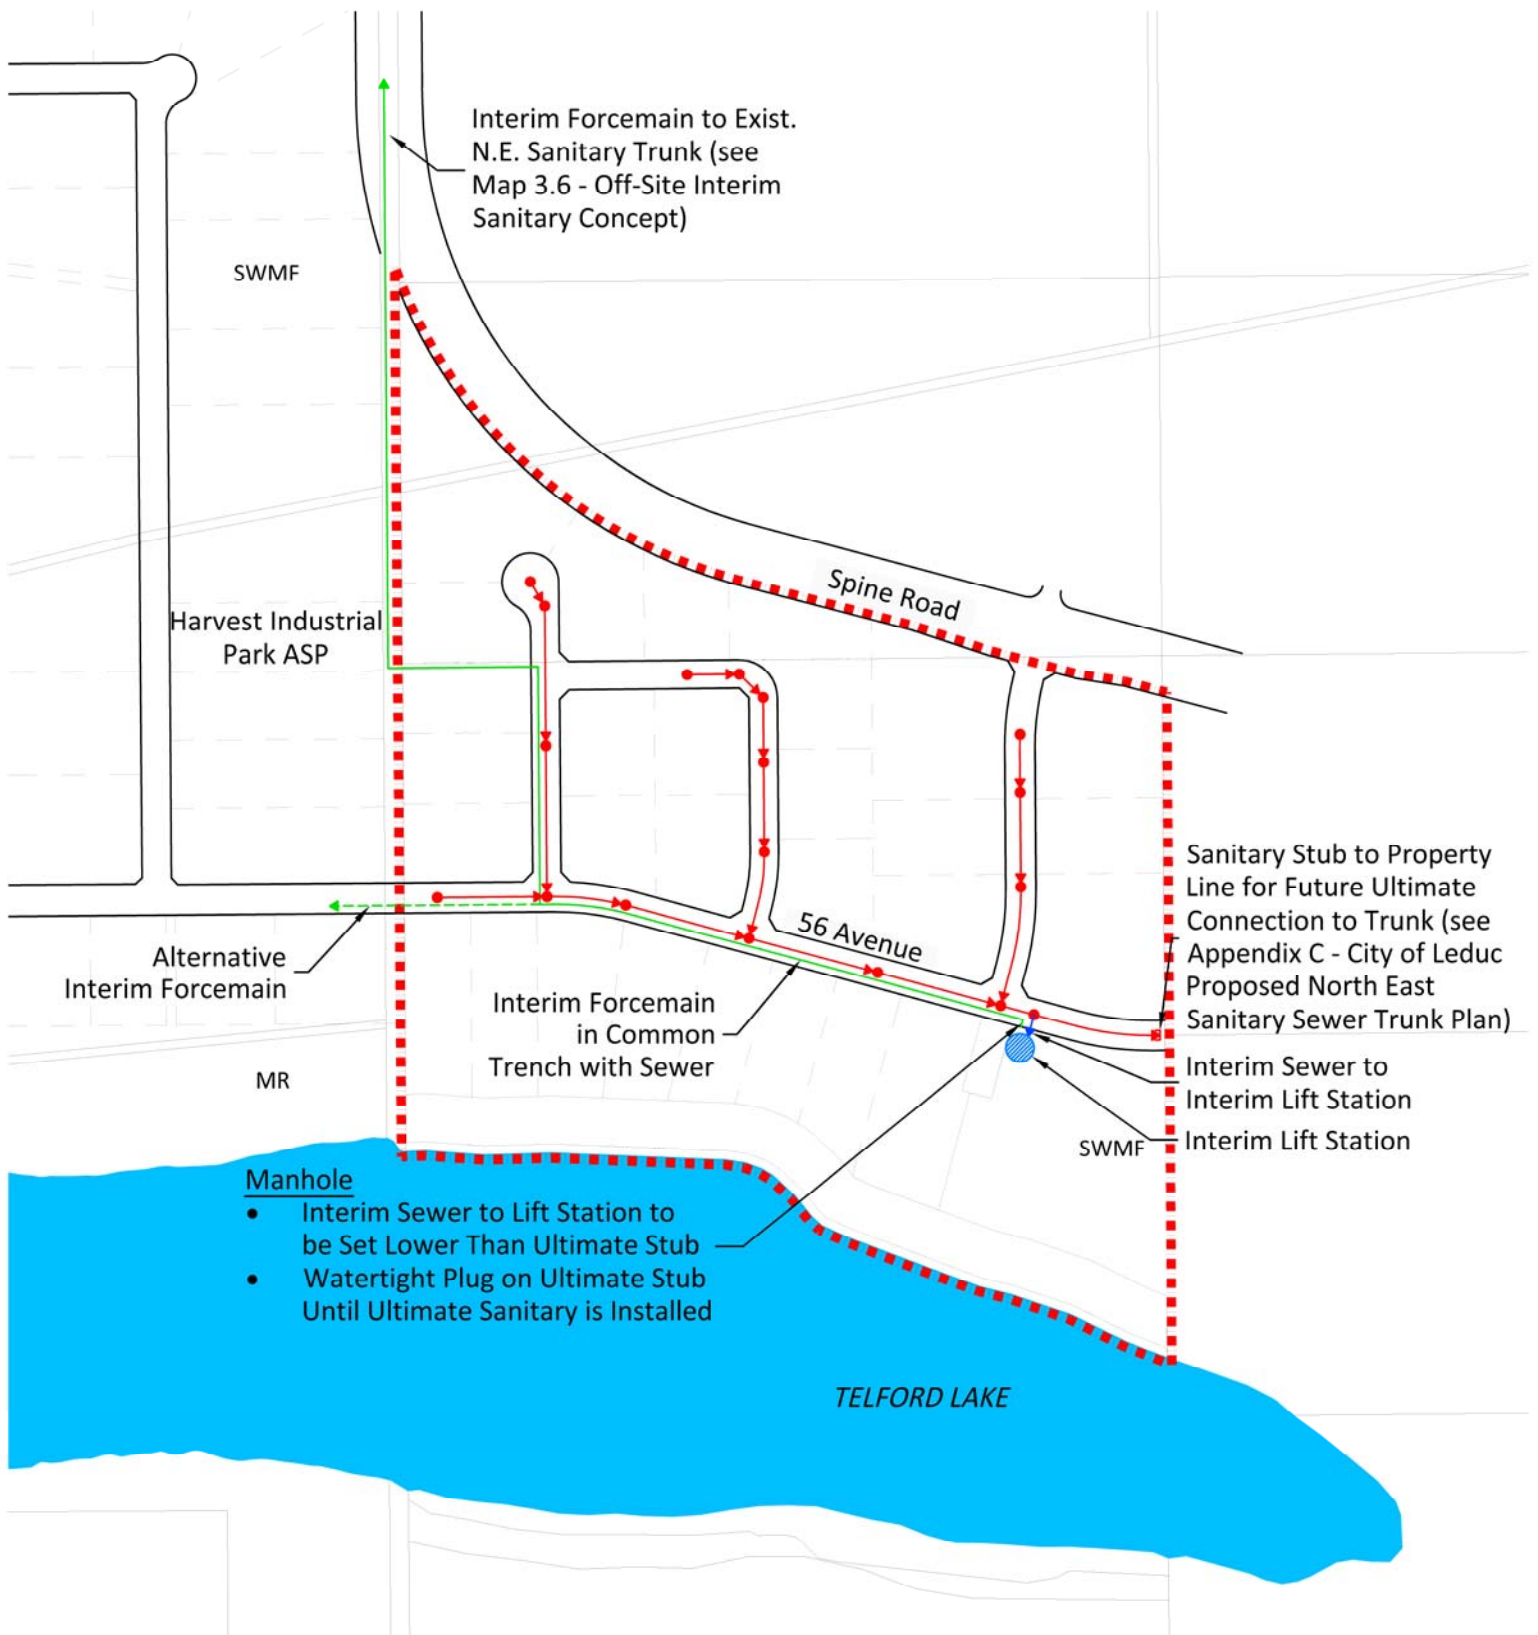 Interim Forcemain to Exist.
N.E. Sanitary Trunk (see
Map 3.6 - Off-Site Interim
Sanitary Concept)
SWMF
Spine Road
Harvest Industrial
Park ASP
Sanitary Stub to Property
Line for Future Ultimate
Connection to Trunk (see
Appendix C - City of Leduc
Proposed North East
Sanitary Sewer Trunk Plan)
56 Avenue
Alternative
Interim Forcemain
Interim Forcemain
in Common
Trench with Sewer
Interim Sewer to
Interim Lift Station
MR
Interim Lift Station
SWMF
Manhole
• Interim Sewer to Lift Station to
be Set Lower Than Ultimate Stub
• Watertight Plug on Ultimate Stub
Until Ultimate Sanitary is Installed
TELFORD LAKE